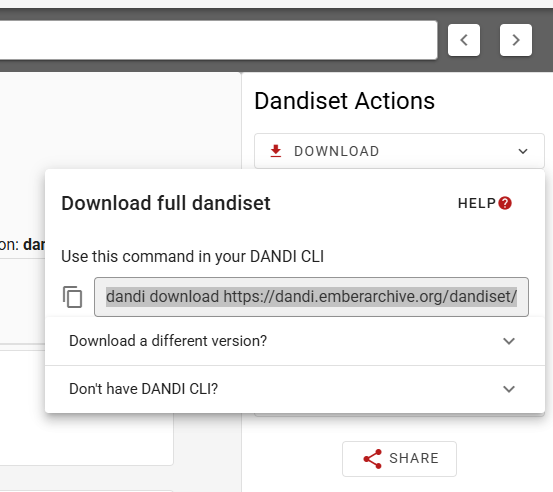 Dandiset Actions
DOWNLOAD
Download full dandiset
HELP
on: dan
Use this command in your DANDI CLI
dandi download https://dandi.emberarchive.org/dandiset/
Download a different version?
Don't have DANDI CLI?
SHARE